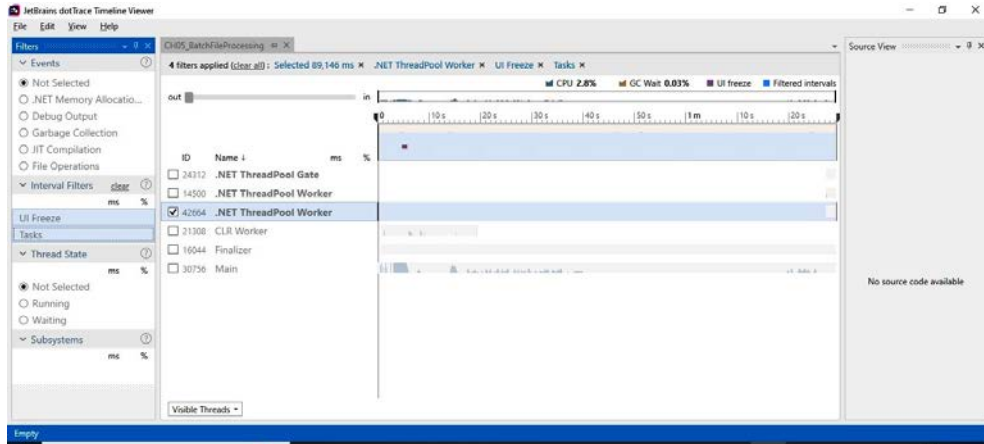 JetBrains dotTrace Timeline Viewer
File Edit View Help
Filters
Events
Not Selected
.NET Memory Allocatio...
Debug Output
Garbage Collection
JIT Compilation
File Operations
Interval Filters clear
ms %
UI Freeze
Tasks
Thread State
ms %
Not Selected
Running
Waiting
Subsystems
ms %
CH05_BatchFileProcessing
4 filters applied (clear all) : Selected 89,146 ms × .NET ThreadPool Worker × UI Freeze × Tasks ×
CPU 2.8% GC Wait 0.03% UI freeze Filtered intervals
out in
0 10 s 20 s 30 s 40 s 50 s 1 m 10 s 20 s
ID Name ↓ ms %
24312 .NET ThreadPool Gate
14500 .NET ThreadPool Worker
42664 .NET ThreadPool Worker
21308 CLR Worker
16044 Finalizer
30756 Main
Visible Threads
Source View
No source code available
Empty